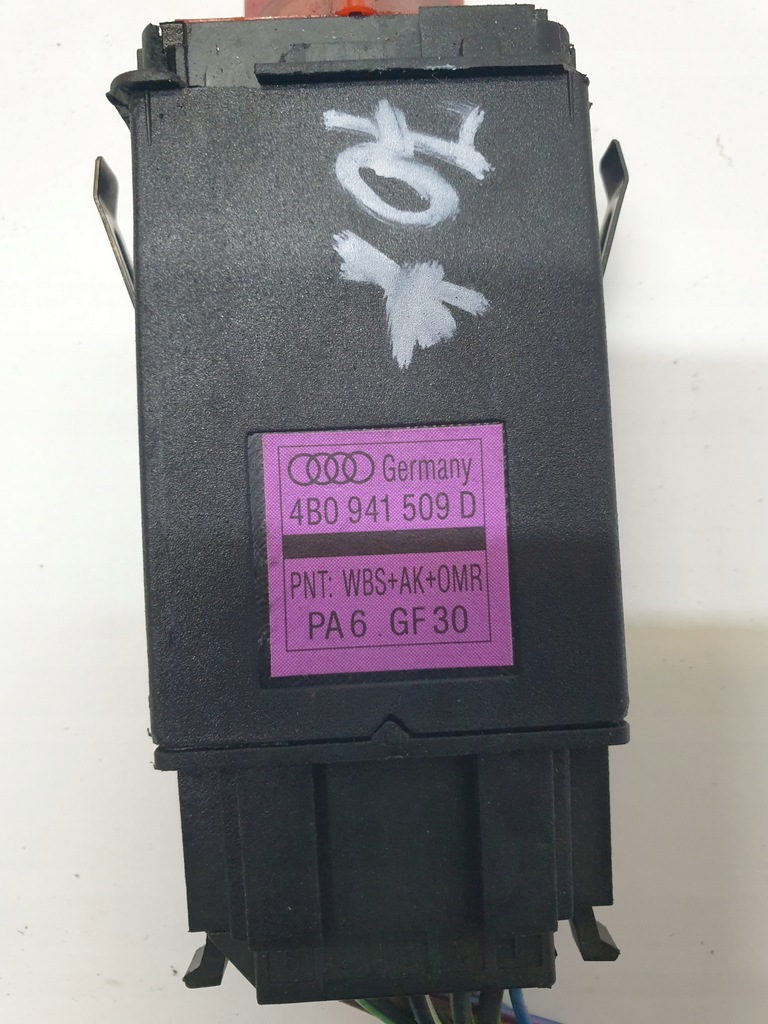 Germany
4B0 941 509 D
PNT: WBS+AK+OMR
PA6 . GF30